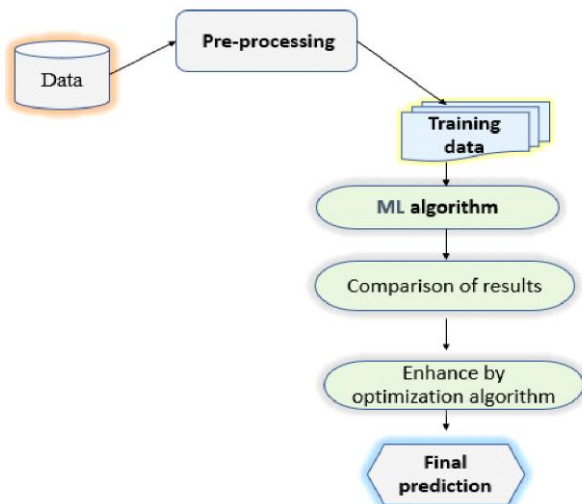 Pre-processing
Data
Training
data
ML algorithm
Comparison of results
Enhance by
optimization algorithm
Final
prediction